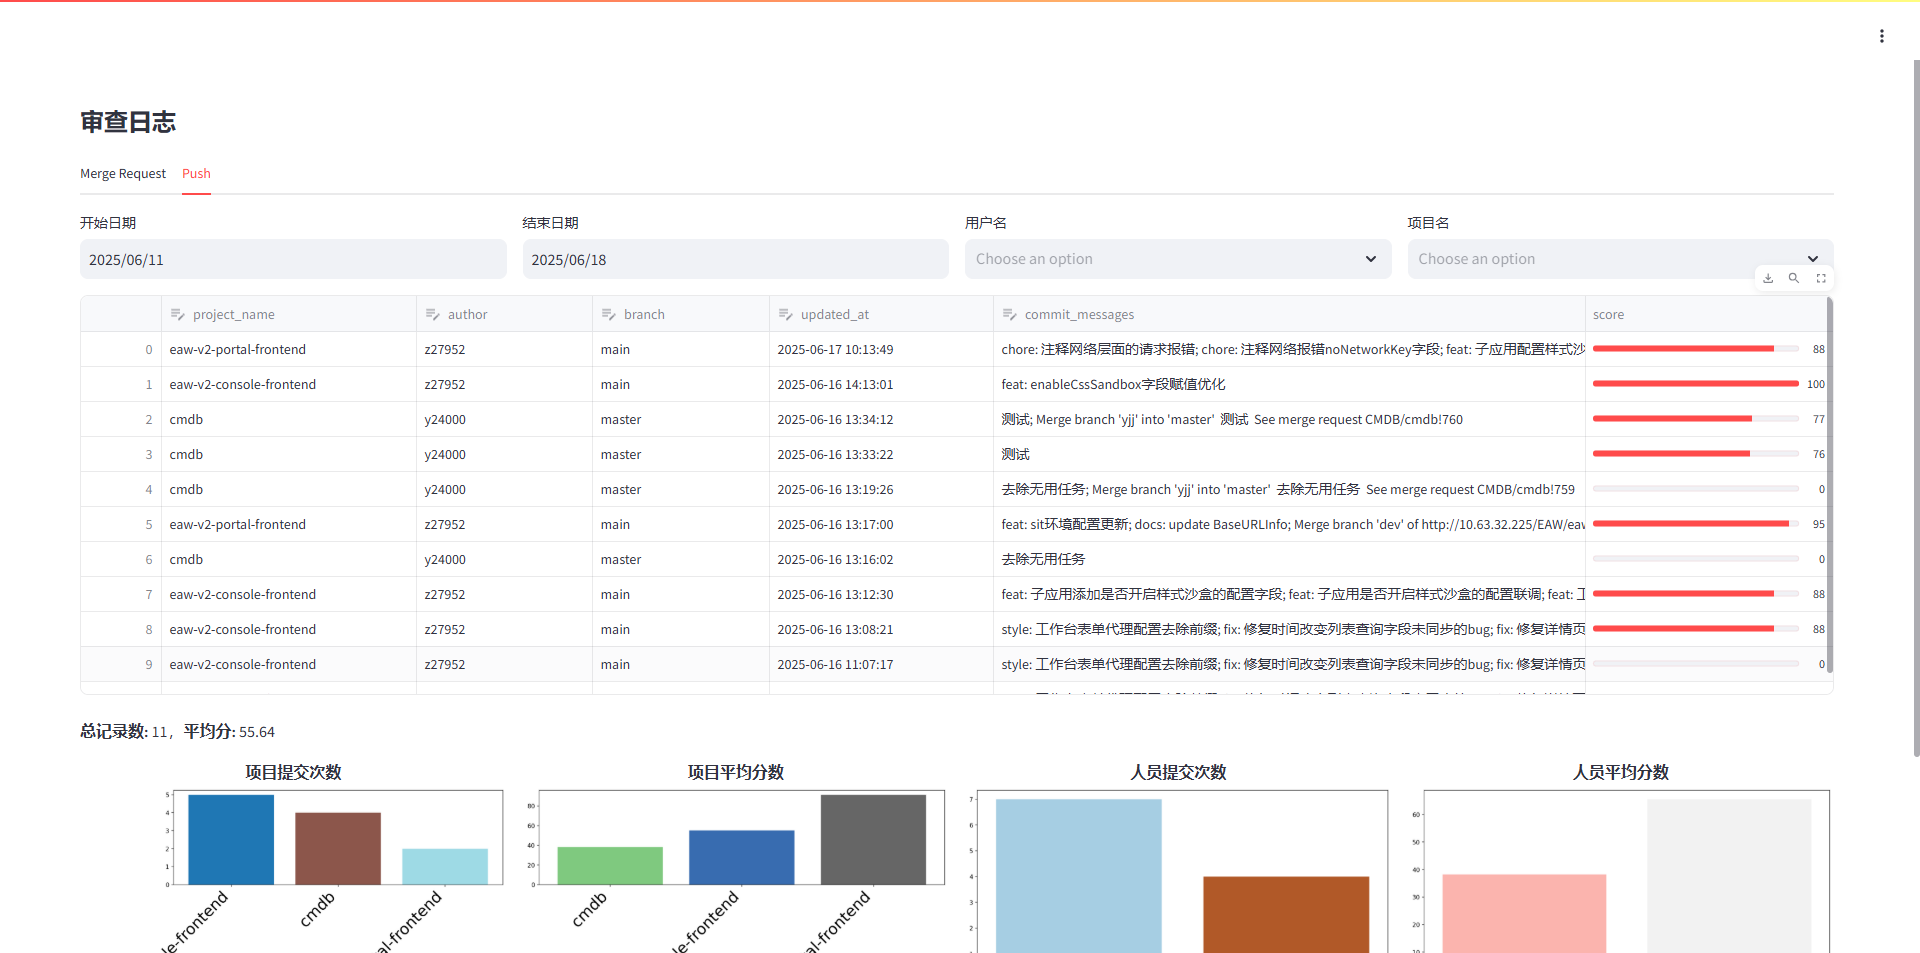 审查日志
Merge Request Push
开始日期 结束日期 用户名 项目名
2025/06/11 2025/06/18 Choose an option Choose an option
project_name author branch updated_at commit_messages score
0 eaw-v2-portal-frontend z27952 main 2025-06-17 10:13:49 chore: 注释网络层面的请求报错; chore: 注释网络报错noNetworkKey字段; feat: 子应用配置样式沙 88
1 eaw-v2-console-frontend z27952 main 2025-06-16 14:13:01 feat: enableCssSandbox字段赋值优化 100
2 cmdb y24000 master 2025-06-16 13:34:12 测试; Merge branch 'yjj' into 'master' 测试 See merge request CMDB/cmdb!760 77
3 cmdb y24000 master 2025-06-16 13:33:22 测试 76
4 cmdb y24000 master 2025-06-16 13:19:26 去除无用任务; Merge branch 'yjj' into 'master' 去除无用任务 See merge request CMDB/cmdb!759 0
5 eaw-v2-portal-frontend z27952 main 2025-06-16 13:17:00 feat: sit环境配置更新; docs: update BaseURLInfo; Merge branch 'dev' of http://10.63.32.225/EAW/eaw 95
6 cmdb y24000 master 2025-06-16 13:16:02 去除无用任务 0
7 eaw-v2-console-frontend z27952 main 2025-06-16 13:12:30 feat: 子应用添加是否开启样式沙盒的配置字段; feat: 子应用是否开启样式沙盒的配置联调; feat: 工 88
8 eaw-v2-console-frontend z27952 main 2025-06-16 13:08:21 style: 工作台表单代理配置去除前缀; fix: 修复时间改变列表查询字段未同步的bug; fix: 修复详情页 88
9 eaw-v2-console-frontend z27952 main 2025-06-16 11:07:17 style: 工作台表单代理配置去除前缀; fix: 修复时间改变列表查询字段未同步的bug; fix: 修复详情页 0
总记录数: 11，平均分: 55.64
项目提交次数 项目平均分数 人员提交次数 人员平均分数
5 4 3 2 1 0
le-frontend cmdb al-frontend
80 60 40 20 0
cmdb le-frontend al-frontend
7 6 5 4 3 2
60 50 40 30 20 10